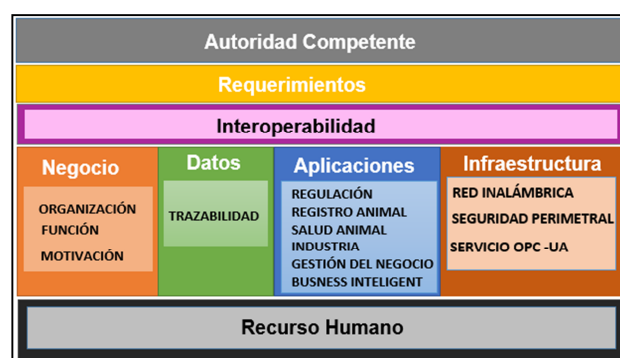 Autoridad Competente
Requerimientos
Interoperabilidad
Negocio
ORGANIZACIÓN
FUNCIÓN
MOTIVACIÓN
Datos
TRAZABILIDAD
Aplicaciones
REGULACIÓN
REGISTRO ANIMAL
SALUD ANIMAL
INDUSTRIA
GESTIÓN DEL NEGOCIO
BUSNESS INTELIGENT
Infraestructura
RED INALÁMBRICA
SEGURIDAD PERIMETRAL
SERVICIO OPC -UA
Recurso Humano